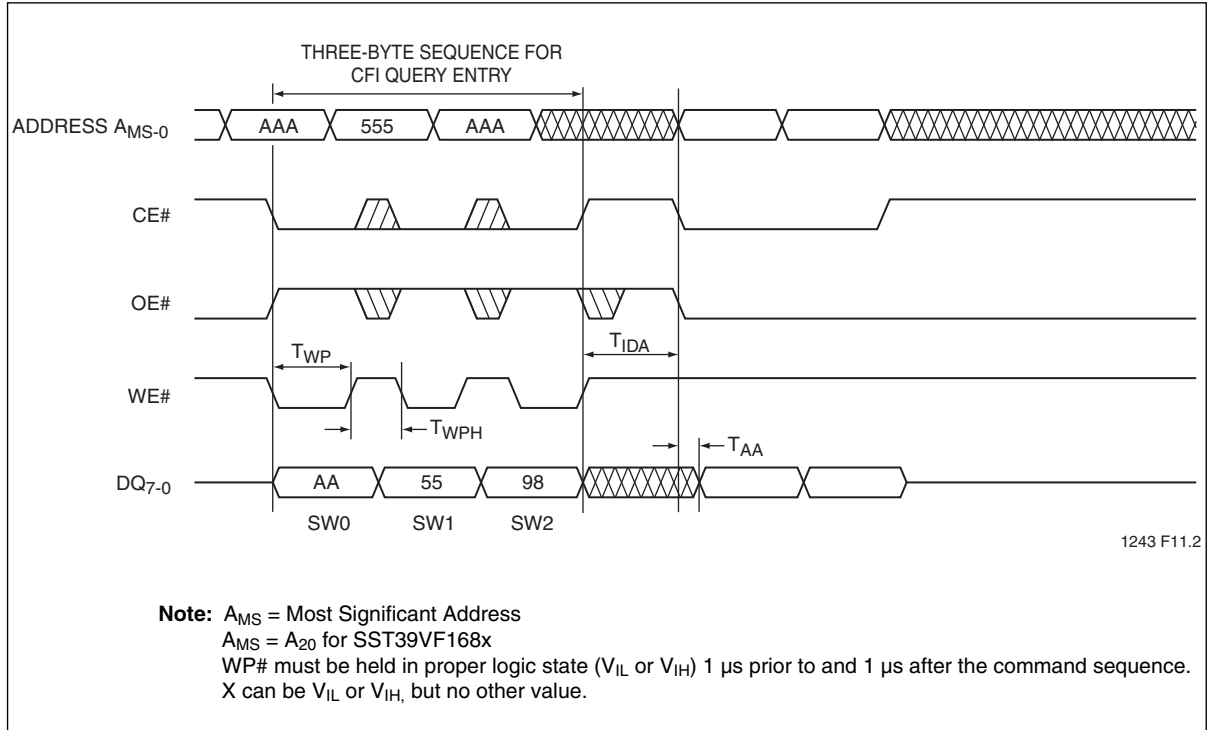 THREE-BYTE SEQUENCE FOR
CFI QUERY ENTRY
ADDRESS AMS-0
AAA
555
AAA
CE#
OE#
TIDA
TWP
WE#
TWPH
TAA
DQ7-0
AA
55
98
SW0
SW1
SW2
1243 F11.2
Note: AMS = Most Significant Address
AMS = A20 for SST39VF168x
WP# must be held in proper logic state (VIL or VIH) 1 µs prior to and 1 µs after the command sequence.
X can be VIL or VIH, but no other value.